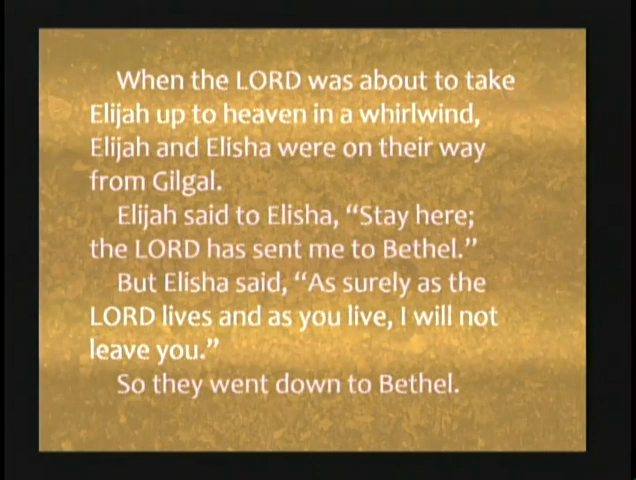 When the LORD was about to take
Elijah up to heaven in a whirlwind,
Elijah and Elisha were on their way
from Gilgal.
Elijah said to Elisha, “Stay here;
the LORD has sent me to Bethel.”
But Elisha said, “As surely as the
LORD lives and as you live, I will not
leave you.”
So they went down to Bethel.